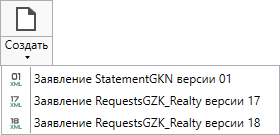 Создать
01 XML Заявление StatementGKN версии 01
17 XML Заявление RequestsGZK_Realty версии 17
18 XML Заявление RequestsGZK_Realty версии 18